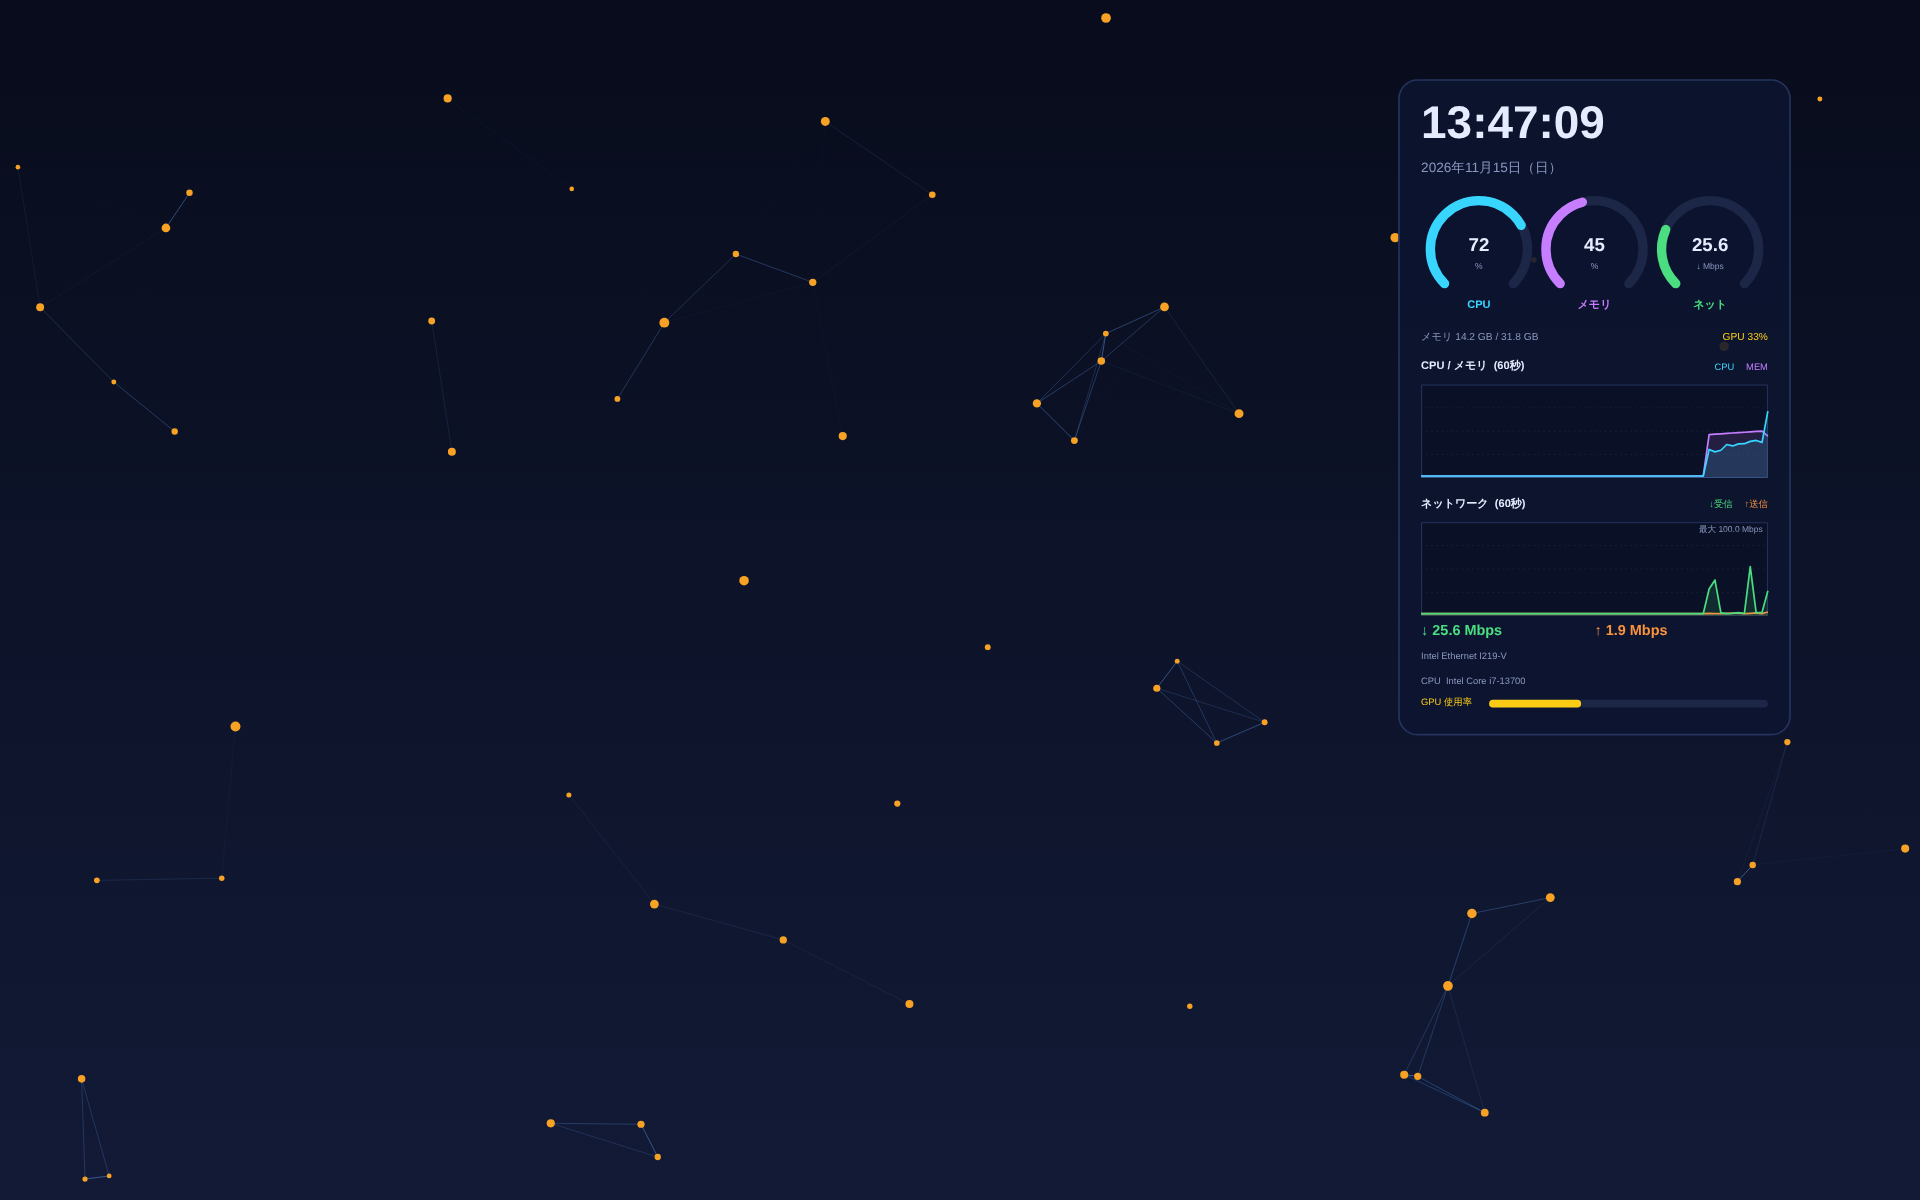 13:47:09
2026年11月15日（日）
72 45 25.6
% % ↓ Mbps
CPU メモリ ネット
メモリ 14.2 GB / 31.8 GB GPU 33%
CPU / メモリ (60秒) CPU MEM
ネットワーク (60秒) ↓受信 ↑送信
最大 100.0 Mbps
↓ 25.6 Mbps ↑ 1.9 Mbps
Intel Ethernet I219-V
CPU Intel Core i7-13700
GPU 使用率